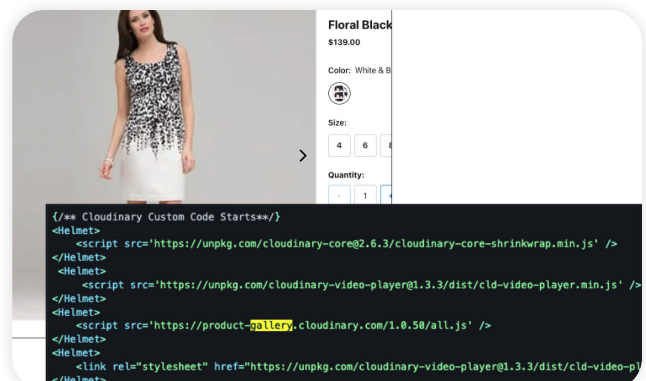 Floral Black
$139.00
Color: White & B
Size:
4 6 8
Quantity:
- 1 +
{/** Cloudinary Custom Code Starts**/}
<Helmet>
<script src='https://unpkg.com/cloudinary-core@2.6.3/cloudinary-core-shrinkwrap.min.js' />
</Helmet>
<Helmet>
<script src='https://unpkg.com/cloudinary-video-player@1.3.3/dist/cld-video-player.min.js' />
</Helmet>
<Helmet>
<script src='https://product-gallery.cloudinary.com/1.0.50/all.js' />
</Helmet>
<Helmet>
<link rel="stylesheet" href="https://unpkg.com/cloudinary-video-player@1.3.3/dist/cld-video-pl
</Helmet>